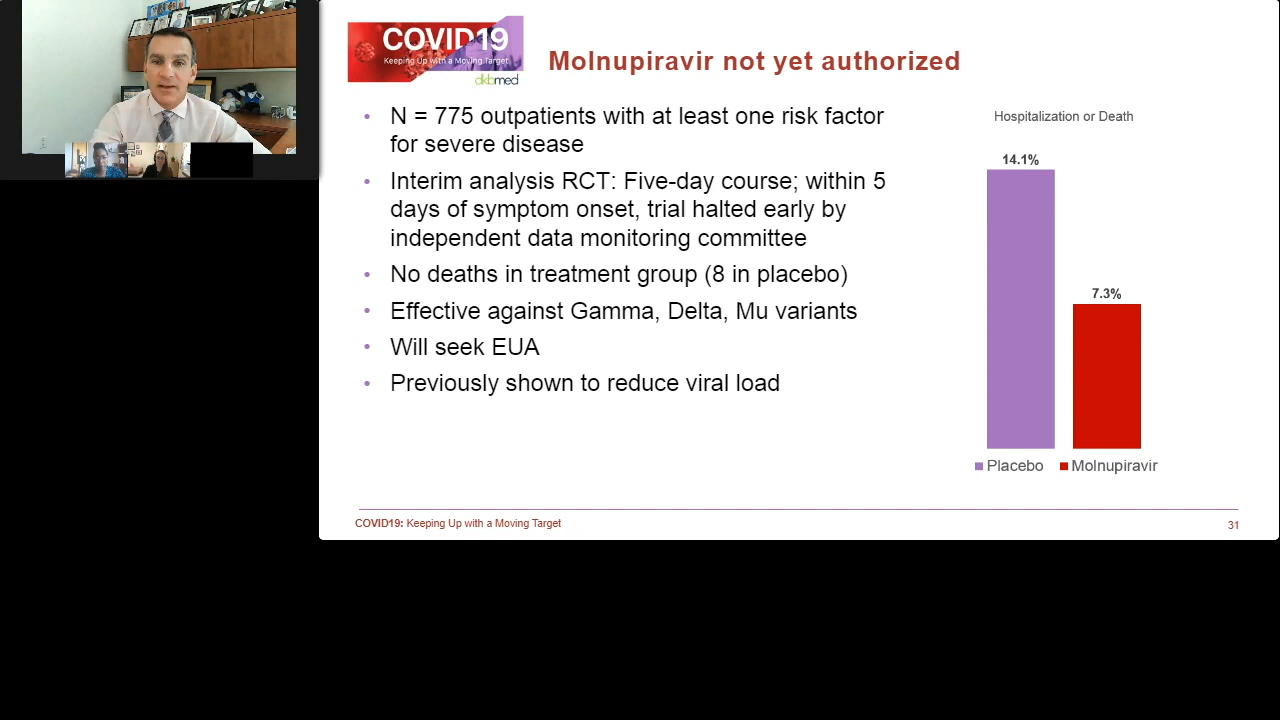 COVID19
Keeping Up with a Moving Target
dkbmed
Molnupiravir not yet authorized
• N = 775 outpatients with at least one risk factor
for severe disease
• Interim analysis RCT: Five-day course; within 5
days of symptom onset, trial halted early by
independent data monitoring committee
• No deaths in treatment group (8 in placebo)
• Effective against Gamma, Delta, Mu variants
• Will seek EUA
• Previously shown to reduce viral load
Hospitalization or Death
14.1%
7.3%
Placebo Molnupiravir
COVID19: Keeping Up with a Moving Target
31